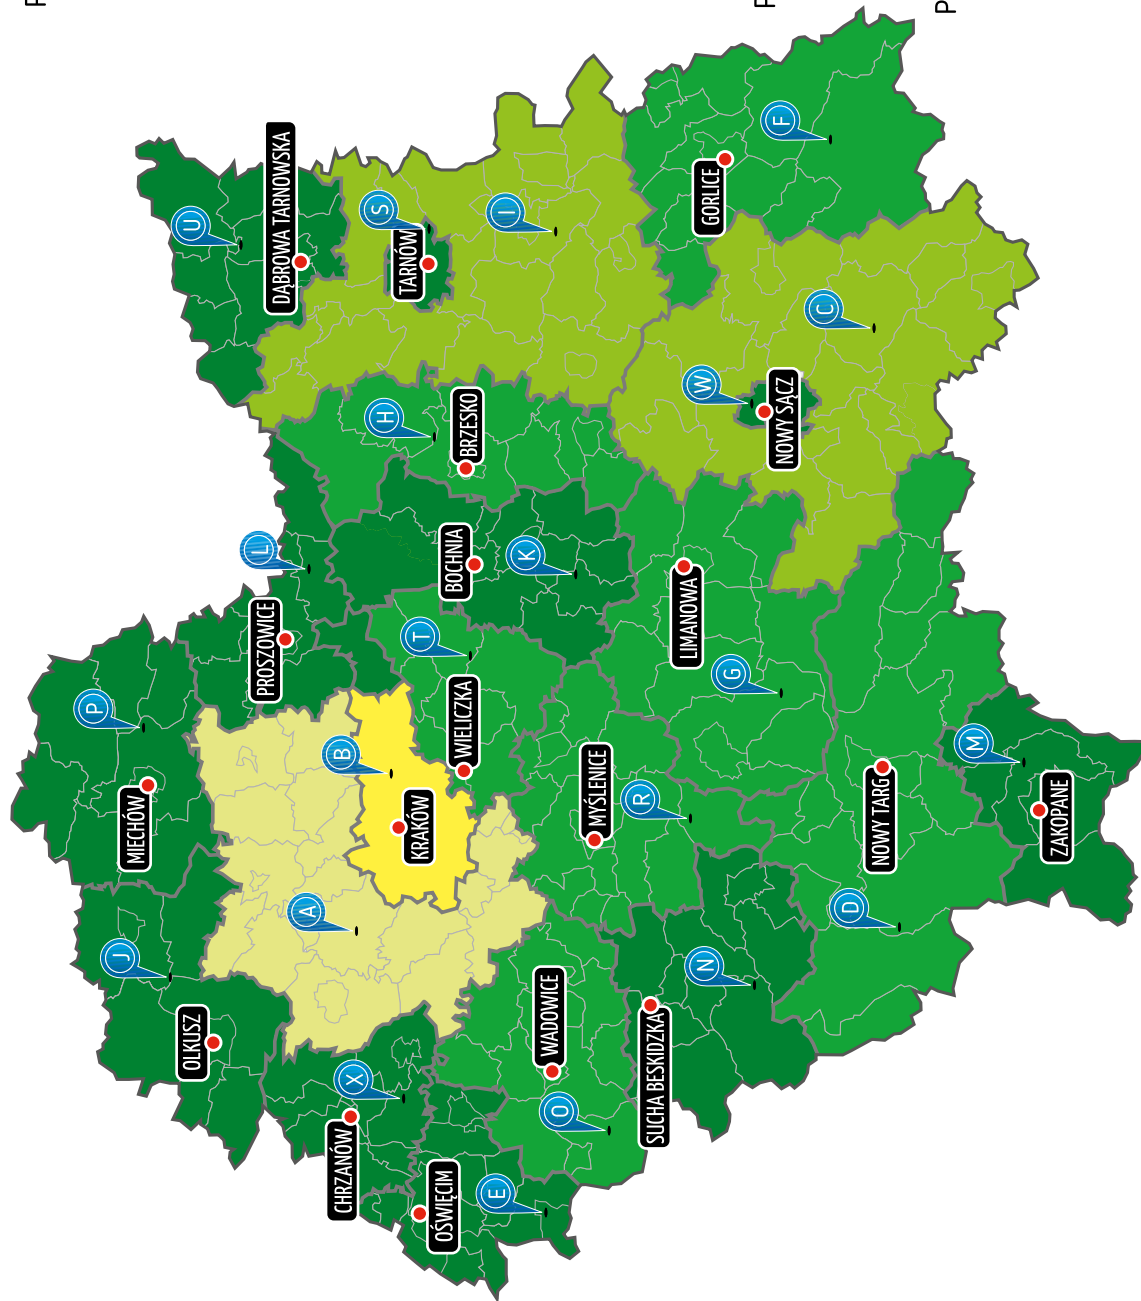 U
DĄBROWA TARNOWSKA
S
TARNÓW
I
F
GORLICE
C
W
NOWY SĄCZ
H
BRZESKO
L
BOCHNIA
K
PROSZOWICE
LIMANOWA
T
G
P
WIELICZKA
B
M
MIECHÓW
KRAKÓW
MYŚLENICE
R
NOWY TARG
ZAKOPANE
A
D
J
N
OLKUSZ
WADOWICE
SUCHA BESKIDZKA
X
O
CHRZANÓW
OŚWIĘCIM
E